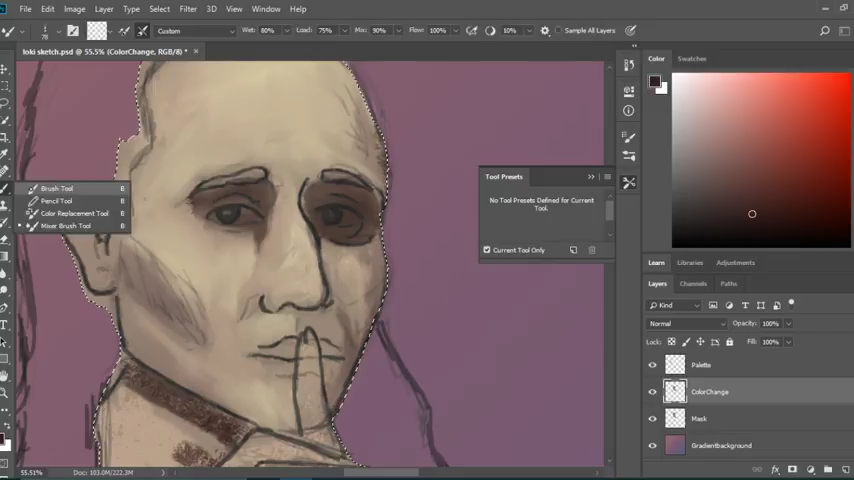 Ps File Edit Image Layer Type Select Filter 3D View Window Help
78 Custom Wet: 80% Load: 75% Mix: 90% Flow: 100% 10% Sample All Layers
loki sketch.psd @ 55.5% (ColorChange, RGB/8) * ×
Color Swatches
Tool Presets
No Tool Presets Defined for Current
Tool.
Current Tool Only
Brush Tool B
Pencil Tool B
Color Replacement Tool B
Mixer Brush Tool B
Learn Libraries Adjustments
Layers Channels Paths
Kind
Normal Opacity: 100%
Lock: Fill: 100%
Palette
ColorChange
Mask
Gradientbackground
fx
55.51% Doc: 103.0M/222.3M